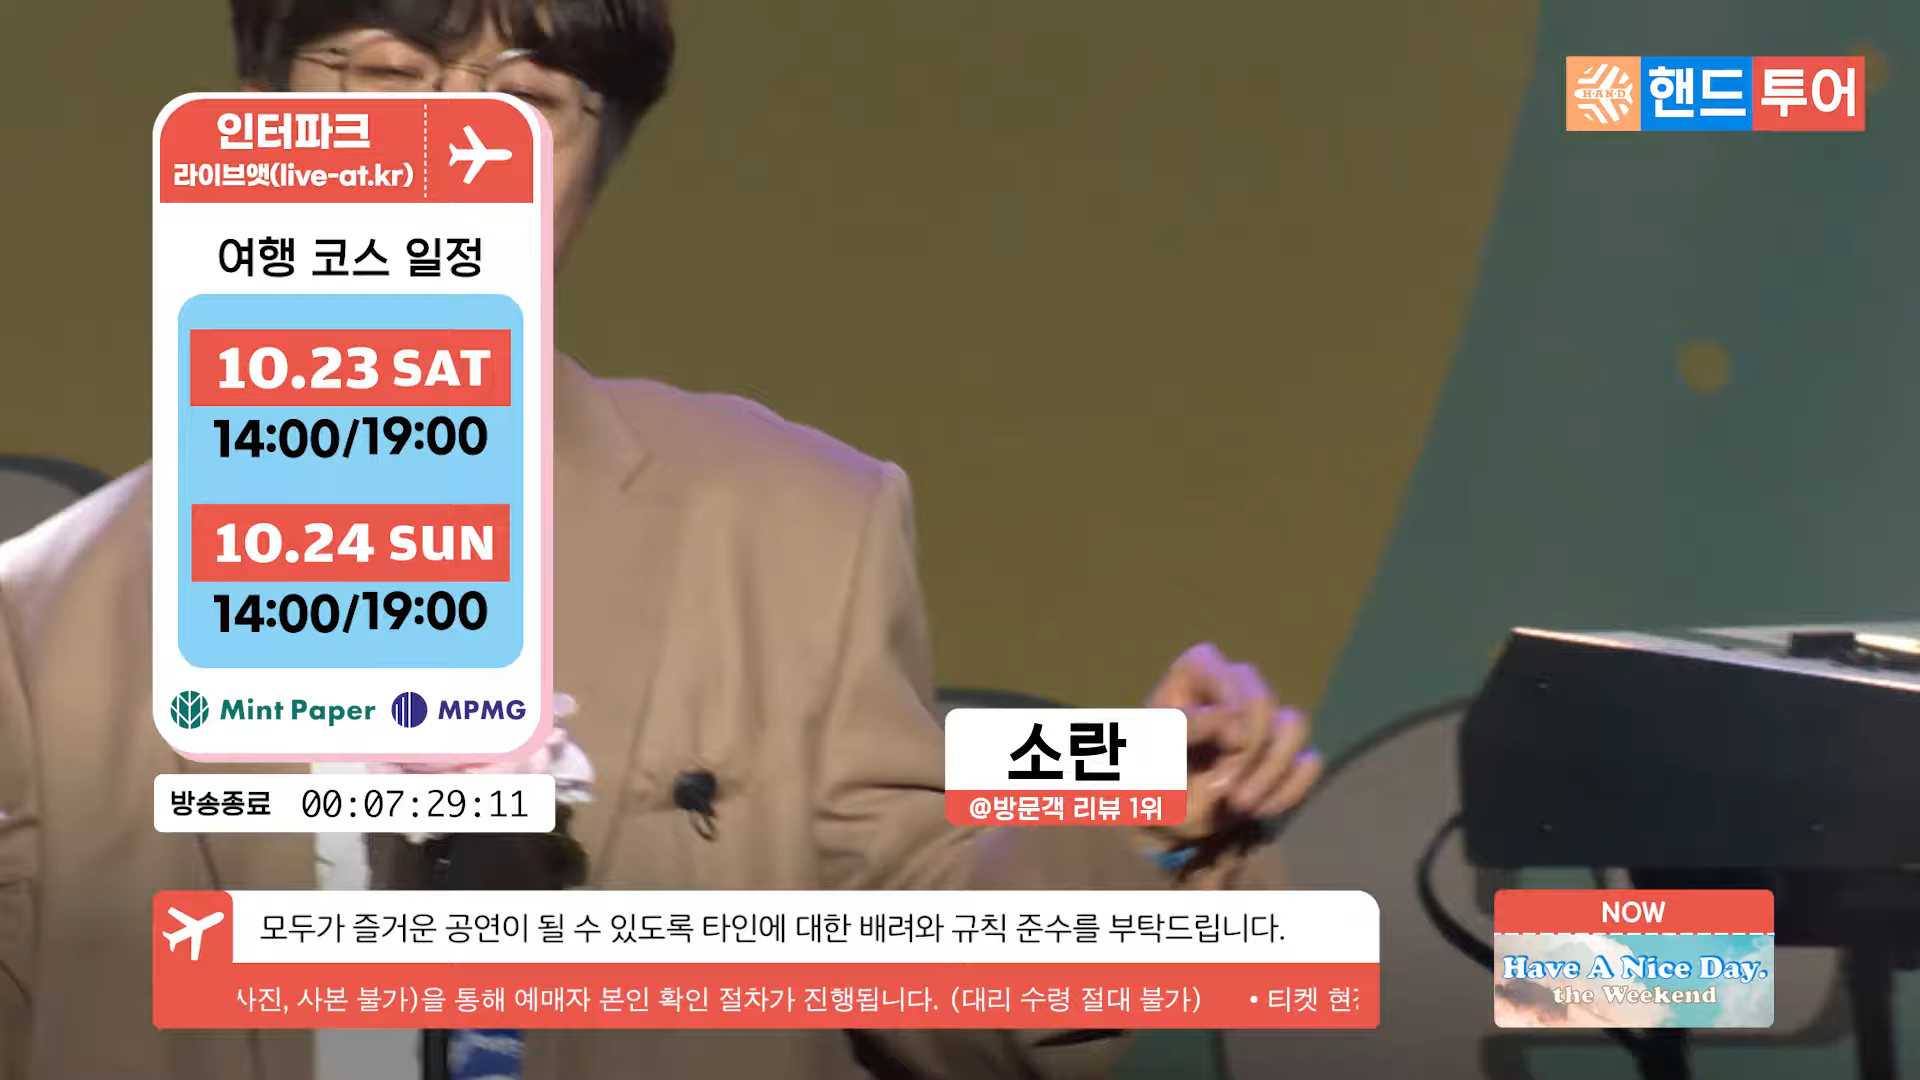 인터파크
라이브앳(live-at.kr)
여행 코스 일정
10.23 SAT
14:00/19:00
10.24 SUN
14:00/19:00
Mint Paper MPMG
방송종료 00:07:29:11
H·A·N·D 핸드투어
소란
@방문객 리뷰 1위
모두가 즐거운 공연이 될 수 있도록 타인에 대한 배려와 규칙 준수를 부탁드립니다.
사진, 사본 불가)을 통해 예매자 본인 확인 절차가 진행됩니다. (대리 수령 절대 불가) • 티켓
NOW
Have A Nice Day.
the Weekend